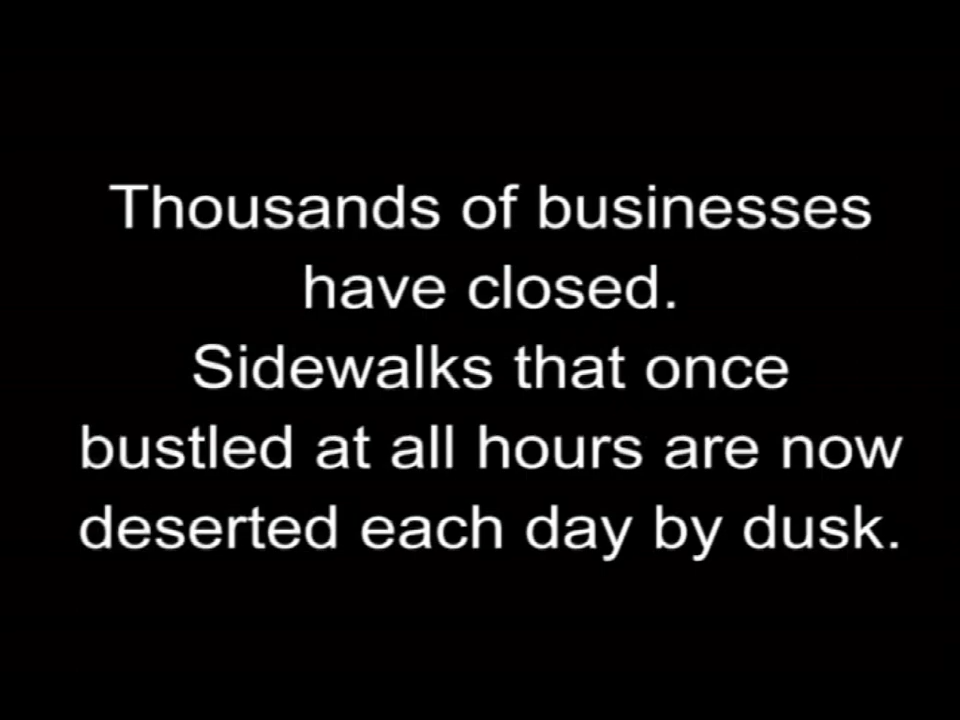 Thousands of businesses
have closed.
Sidewalks that once
bustled at all hours are now
deserted each day by dusk.